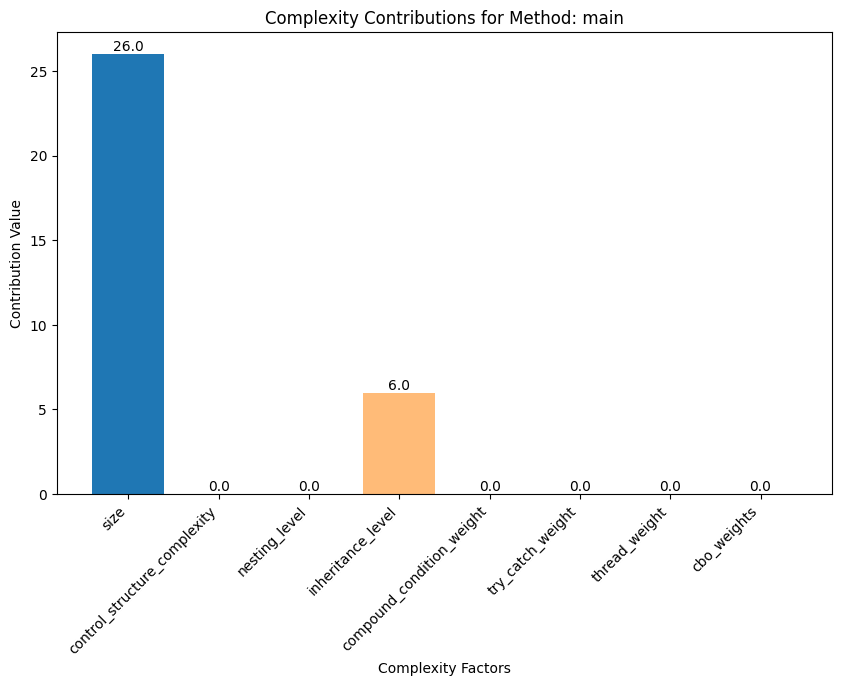 Complexity Contributions for Method: main
Contribution Value
25
20
15
10
5
0
26.0
0.0
0.0
6.0
0.0
0.0
0.0
0.0
size
control_structure_complexity
nesting_level
inheritance_level
compound_condition_weight
try_catch_weight
thread_weight
cbo_weights
Complexity Factors